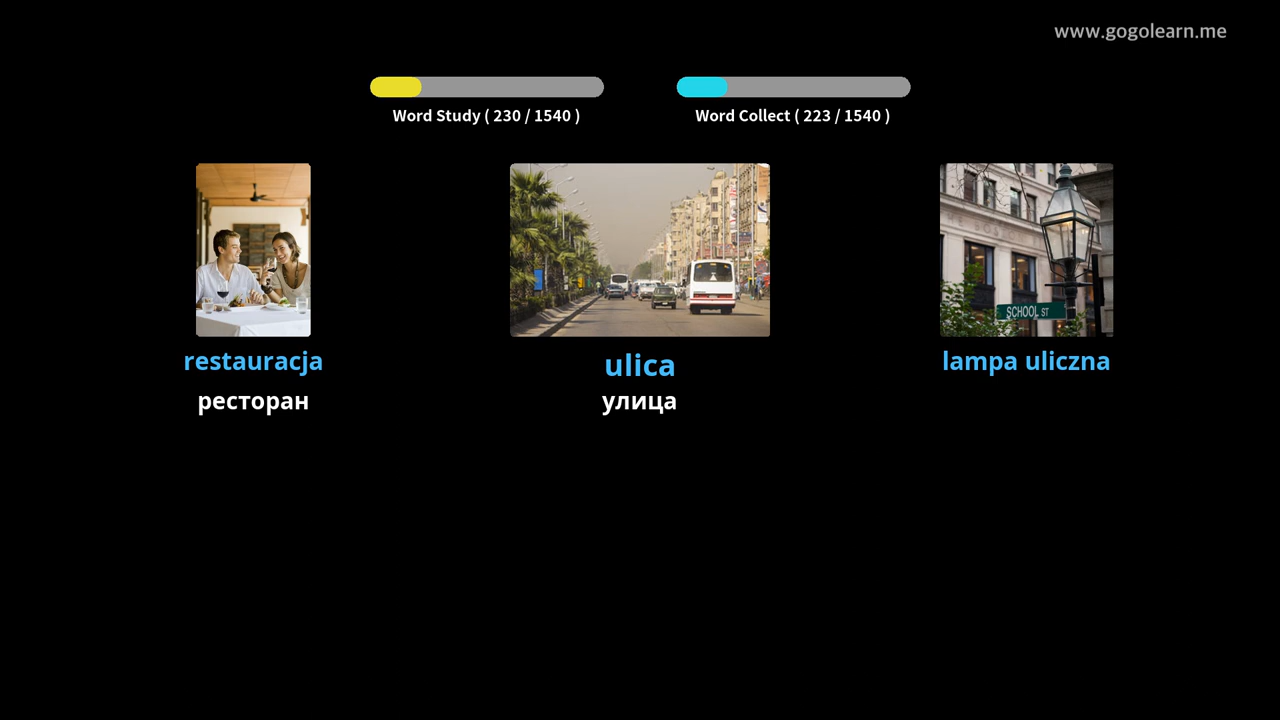 www.gogolearn.me
Word Study ( 230 / 1540 )
Word Collect ( 223 / 1540 )
SCHOOL ST
restauracja
ulica
lampa uliczna
ресторан
улица